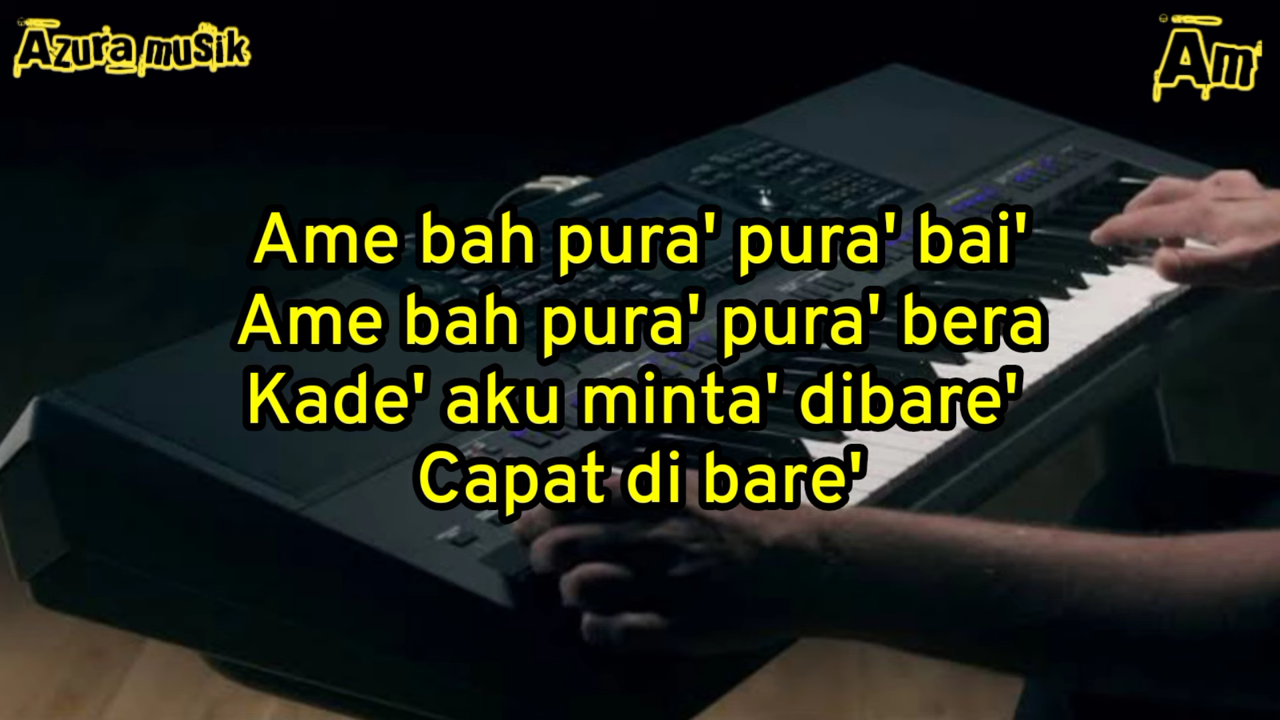 Azura musik
Am
Ame bah pura' pura' bai'
Ame bah pura' pura' bera
Kade' aku minta' dibare'
Capat di bare'